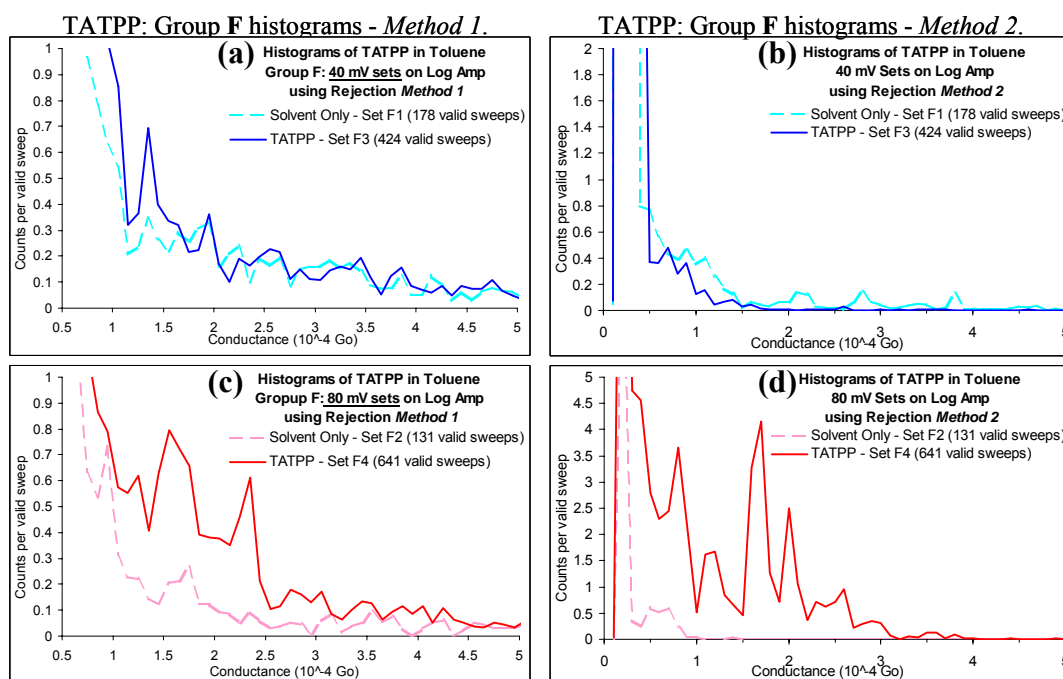 TATPP: Group F histograms - Method 1.
TATPP: Group F histograms - Method 2.
(a)
Histograms of TATPP in Toluene
Group F: 40 mV sets on Log Amp
using Rejection Method 1
Solvent Only - Set F1 (178 valid sweeps)
TATPP - Set F3 (424 valid sweeps)
Counts per valid sweep
1
0.9
0.8
0.7
0.6
0.5
0.4
0.3
0.2
0.1
0
0.5
1
1.5
2
2.5
3
3.5
4
4.5
5
Conductance (10^-4 Go)
(b)
Histograms of TATPP in Toluene
40 mV Sets on Log Amp
using Rejection Method 2
Solvent Only - Set F1 (178 valid sweeps)
TATPP - Set F3 (424 valid sweeps)
Counts per valid sweep
2
1.8
1.6
1.4
1.2
1
0.8
0.6
0.4
0.2
0
0
1
2
3
4
5
Conductance (10^-4 Go)
(c)
Histograms of TATPP in Toluene
Gropup F: 80 mV sets on Log Amp
using Rejection Method 1
Solvent Only - Set F2 (131 valid sweeps)
TATPP - Set F4 (641 valid sweeps)
Counts per valid sweep
1
0.9
0.8
0.7
0.6
0.5
0.4
0.3
0.2
0.1
0
0.5
1
1.5
2
2.5
3
3.5
4
4.5
5
Conductance (10^-4 Go)
(d)
Histograms of TATPP in Toluene
80 mV Sets on Log Amp
using Rejection Method 2
Solvent Only - Set F2 (131 valid sweeps)
TATPP - Set F4 (641 valid sweeps)
Counts per valid sweep
5
4.5
4
3.5
3
2.5
2
1.5
1
0.5
0
0
1
2
3
4
5
Conductance (10^-4 Go)